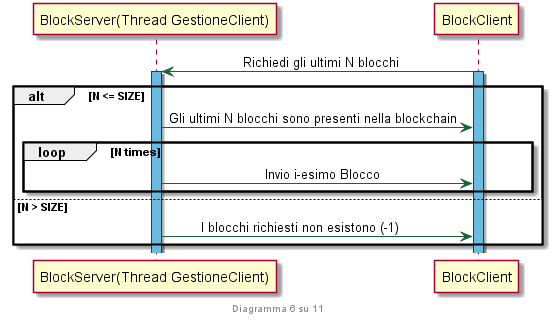 BlockServer(Thread GestioneClient)
BlockClient
Richiedi gli ultimi N blocchi
alt
[N <= SIZE]
Gli ultimi N blocchi sono presenti nella blockchain
loop
[N times]
Invio i-esimo Blocco
[N > SIZE]
I blocchi richiesti non esistono (-1)
BlockServer(Thread GestioneClient)
BlockClient
Diagramma 6 su 11